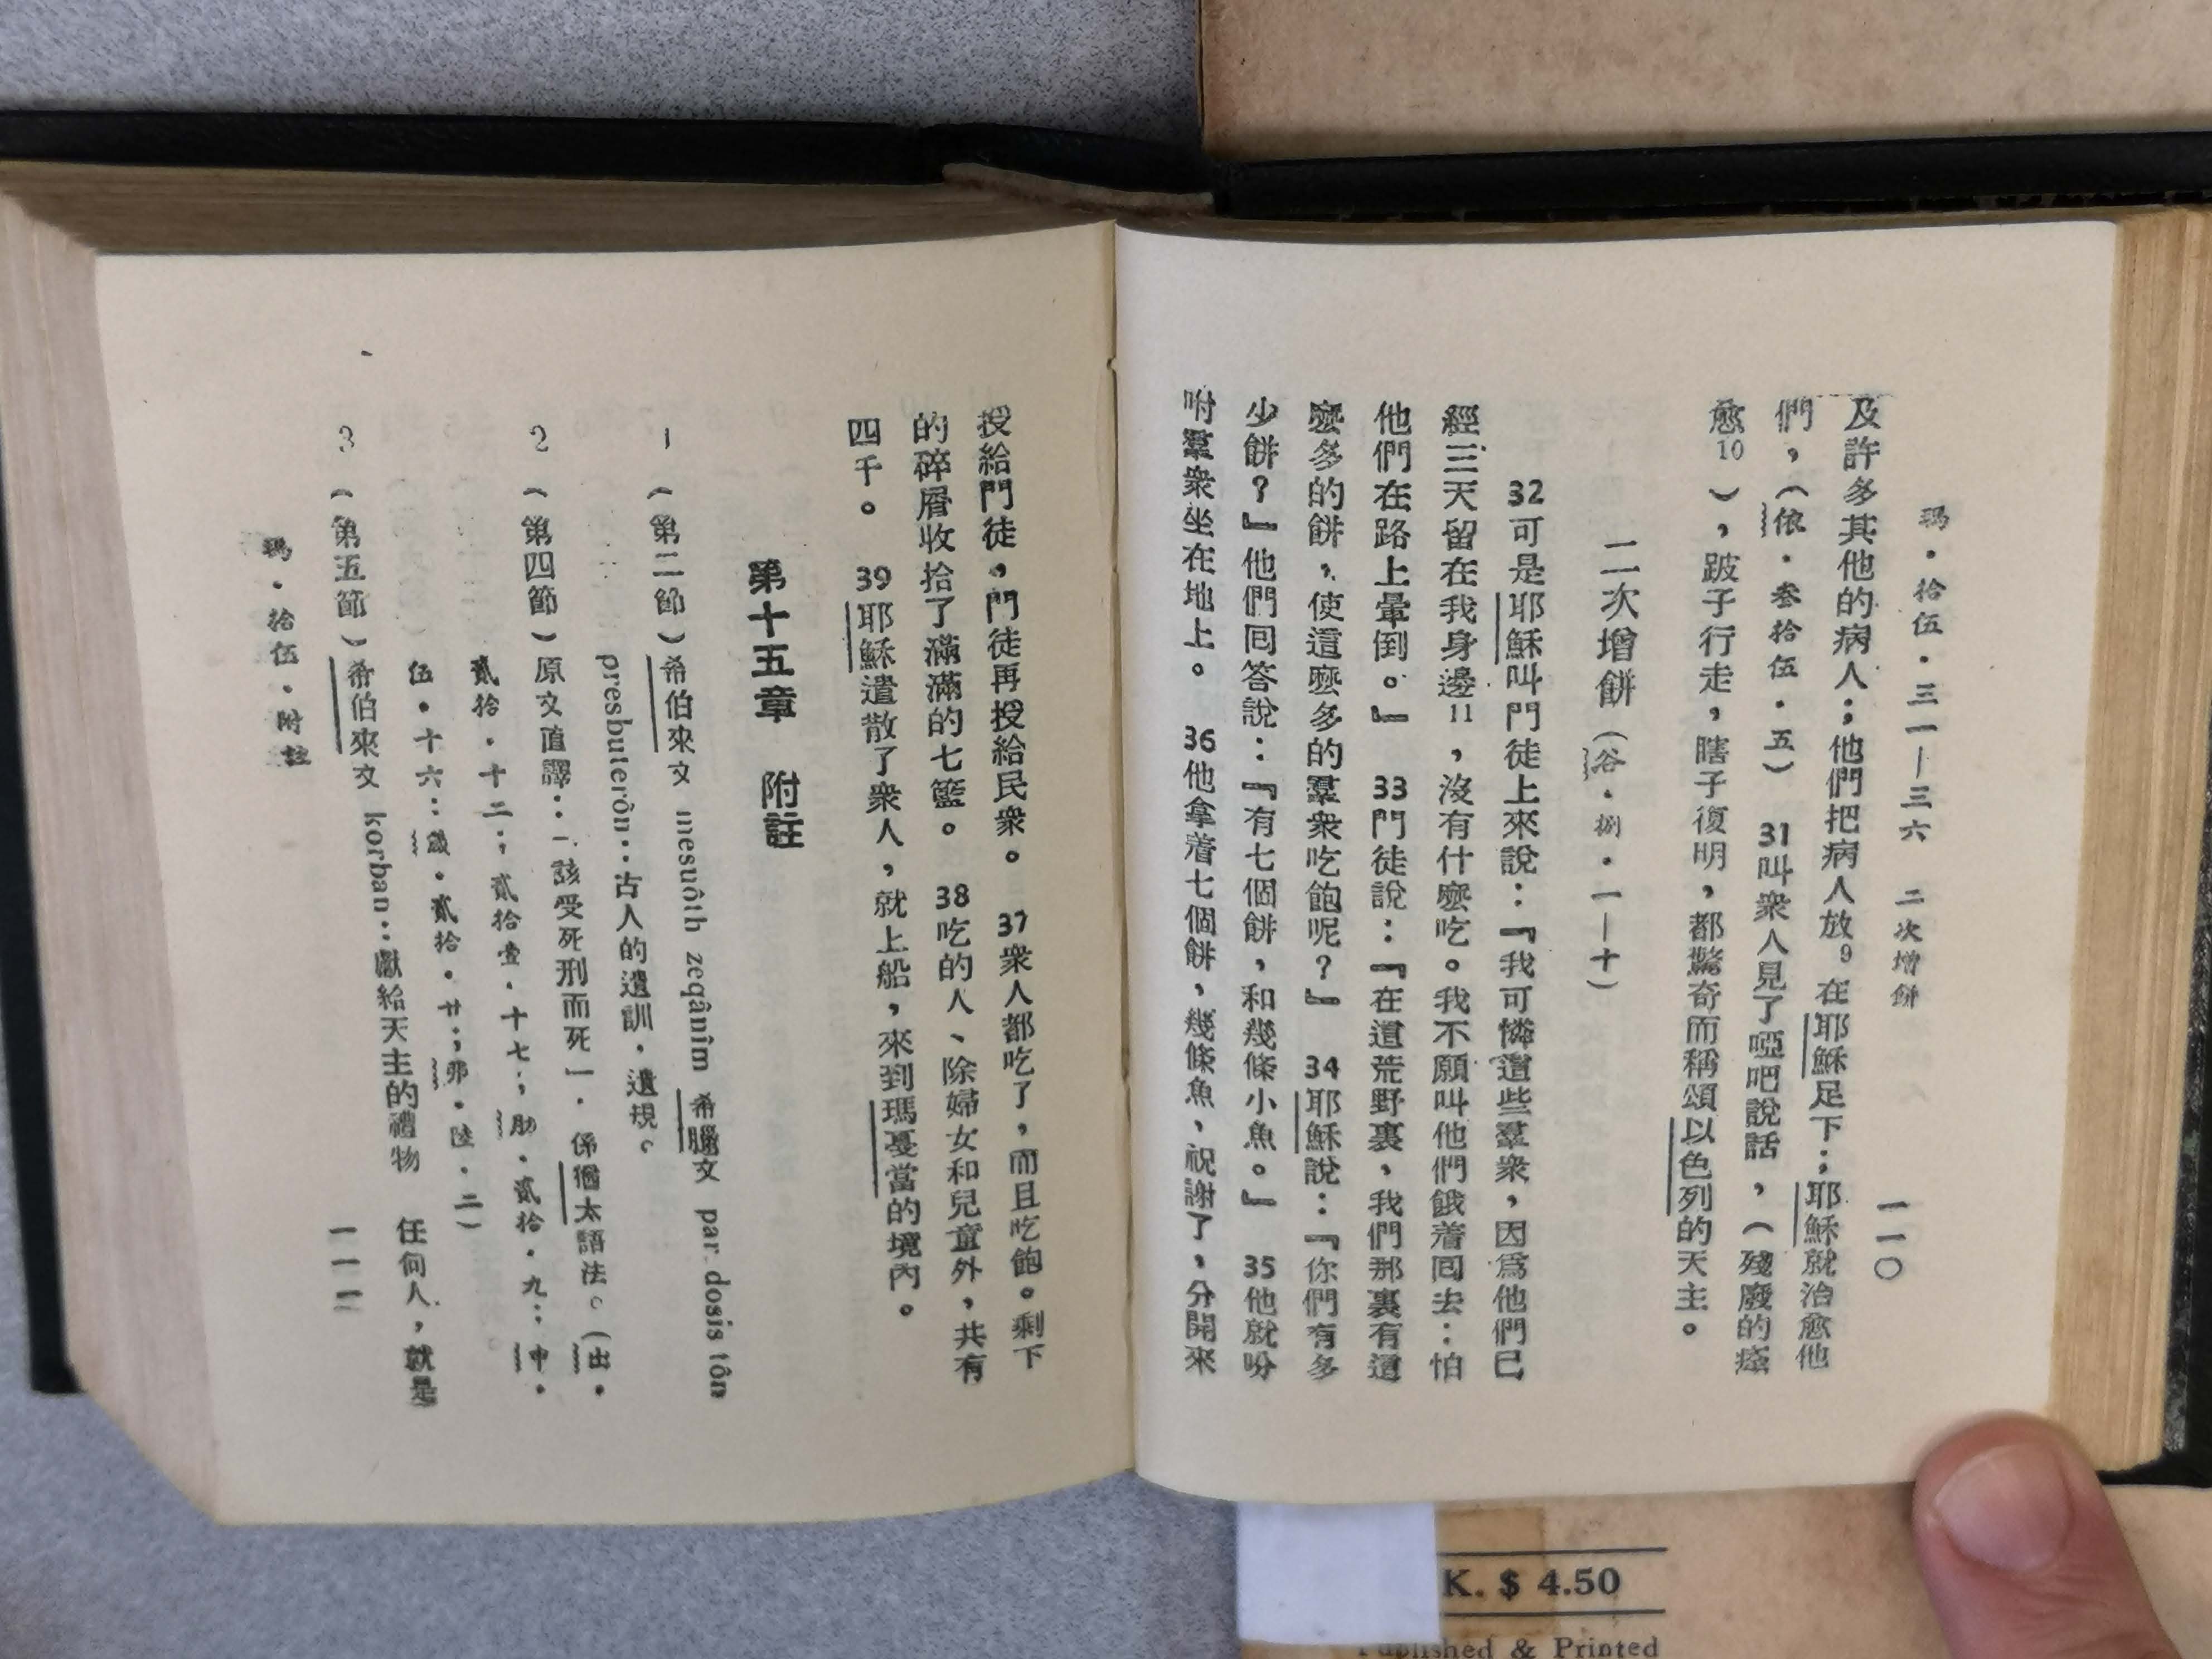 瑪．拾伍．三一—三六　二次增餅　一一〇
及許多其他的病人；他們把病人放9在耶穌足下；耶穌就治愈他
們，（依．叁拾伍．五）　31叫衆人見了啞吧說話，（殘廢的痊
愈10），跛子行走，瞎子復明，都驚奇而稱頌以色列的天主。
二次增餅（谷．捌．一—十）
32可是耶穌叫門徒上來說：『我可憐這些羣衆，因爲他們已
經三天留在我身邊11，沒有什麼吃。我不願叫他們餓着回去：怕
他們在路上暈倒。』　33門徒說：『在這荒野裏，我們那裏有這
麼多的餅，使這麼多的羣衆吃飽呢？』　34耶穌說：『你們有多
少餅？』他們回答說：『有七個餅，和幾條小魚。』　35他就吩
咐羣衆坐在地上。　36他拿着七個餅，幾條魚，祝謝了，分開來
授給門徒，門徒再授給民衆。　37衆人都吃了，而且吃飽。剩下
的碎屑收拾了滿滿的七籃。　38吃的人、除婦女和兒童外，共有
四千。　39耶穌遣散了衆人，就上船，來到瑪戞當的境內。
第十五章　附註
1（第二節）希伯來文 mesuôth zeqânîm 希臘文 par dosis tôn
presbuterôn：古人的遺訓，遺規。
2（第四節）原文直譯：「該受死刑而死」．係猶太語法。（出．
貳拾．十二；貳拾壹．十七；肋．貳拾．九：申．
伍．十六：箴．貳拾．廿；弗．陸．二）
3（第五節）希伯來文 korban：獻給天主的禮物　任何人，就是
瑪．拾伍．附註　一一一
K. $ 4.50
Published & Printed